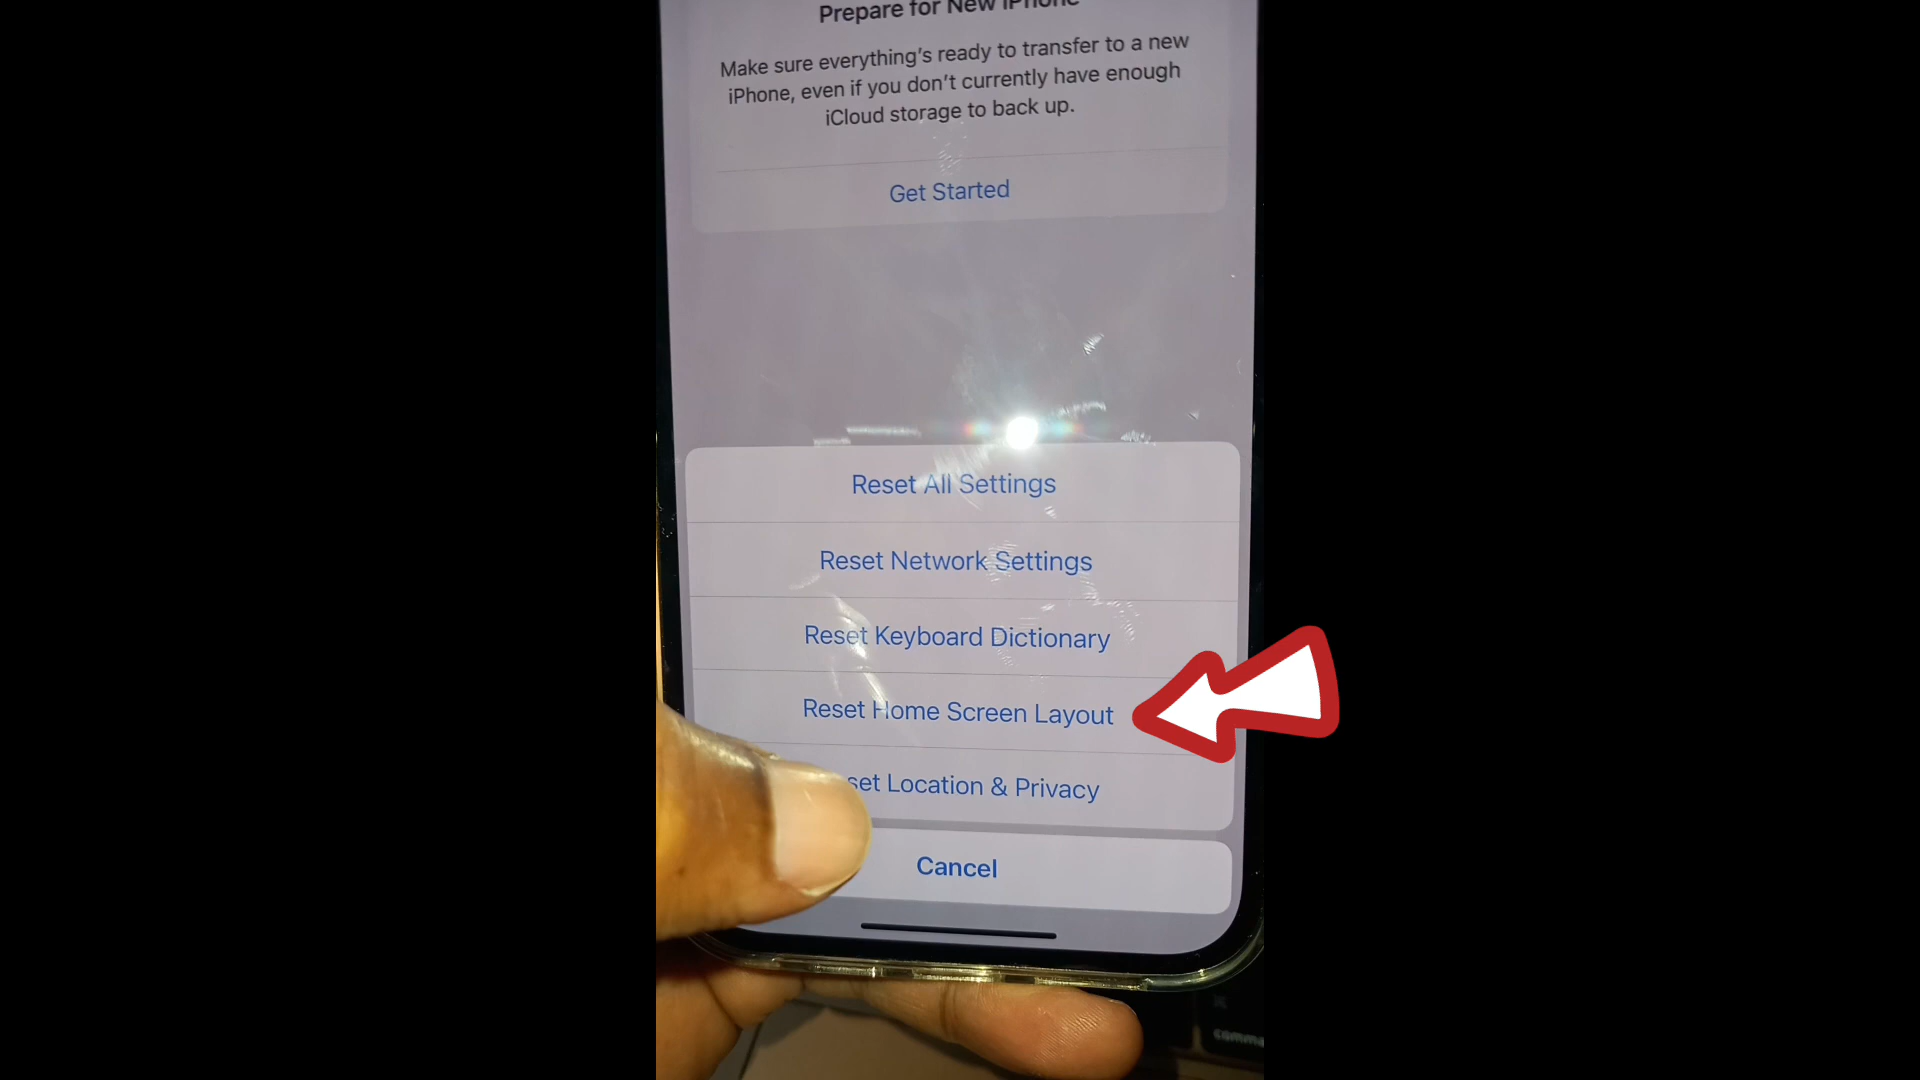 Prepare for New iPhone
Make sure everything's ready to transfer to a new
iPhone, even if you don't currently have enough
iCloud storage to back up.
Get Started
Reset All Settings
Reset Network Settings
Reset Keyboard Dictionary
Reset Home Screen Layout
set Location & Privacy
Cancel
comma